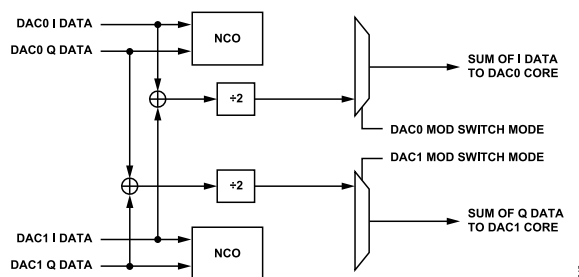 DAC0 I DATA
DAC0 Q DATA
NCO
÷2
SUM OF I DATA
TO DAC0 CORE
DAC0 MOD SWITCH MODE
DAC1 MOD SWITCH MODE
÷2
SUM OF Q DATA
TO DAC1 CORE
DAC1 I DATA
DAC1 Q DATA
NCO